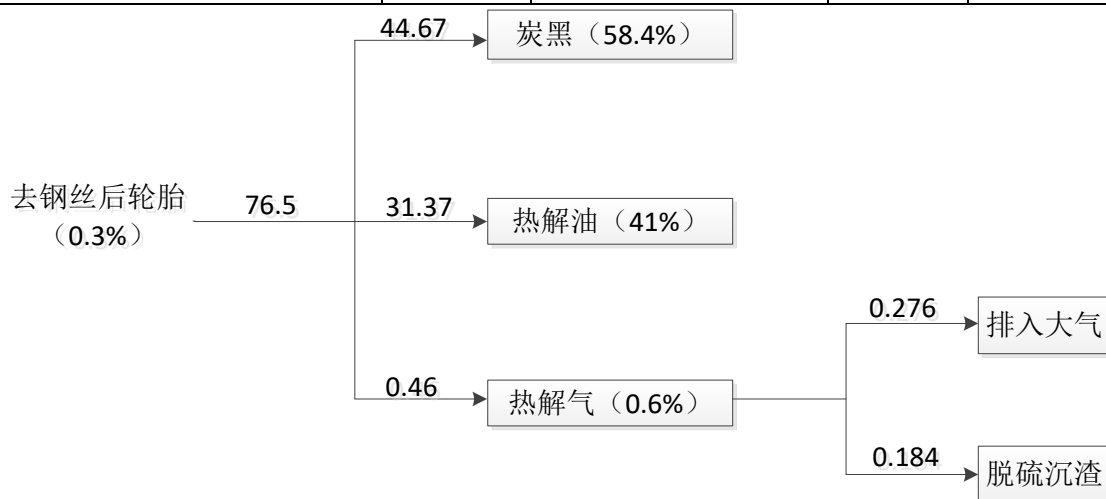 44.67
炭黑（58.4%）
去钢丝后轮胎
（0.3%）
76.5
31.37
热解油（41%）
0.46
热解气（0.6%）
0.276
排入大气
0.184
脱硫沉渣